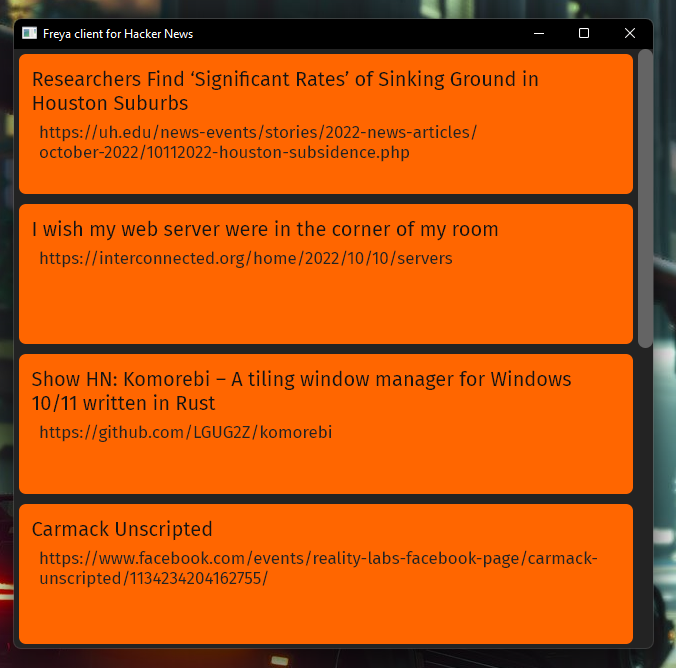 Freya client for Hacker News
Researchers Find ‘Significant Rates’ of Sinking Ground in
Houston Suburbs
https://uh.edu/news-events/stories/2022-news-articles/
october-2022/10112022-houston-subsidence.php
I wish my web server were in the corner of my room
https://interconnected.org/home/2022/10/10/servers
Show HN: Komorebi – A tiling window manager for Windows
10/11 written in Rust
https://github.com/LGUG2Z/komorebi
Carmack Unscripted
https://www.facebook.com/events/reality-labs-facebook-page/carmack-
unscripted/1134234204162755/